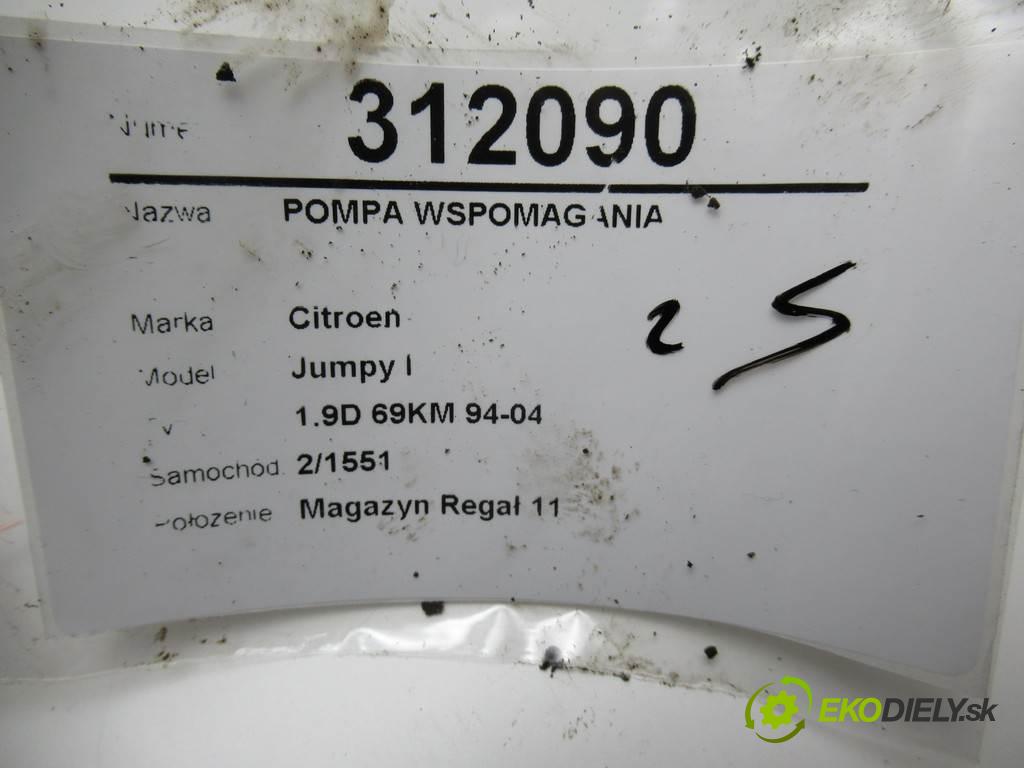 312090
Nazwa POMPA WSPOMAGANIA
Marka Citroen
Model Jumpy I
1.9D 69KM 94-04
Samochód 2/1551
Położenie Magazyn Regał 11
25
EKODIELY.sk